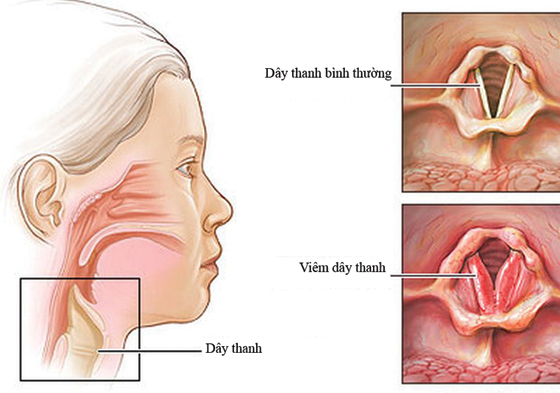 Dây thanh bình thường
Viêm dây thanh
Dây thanh